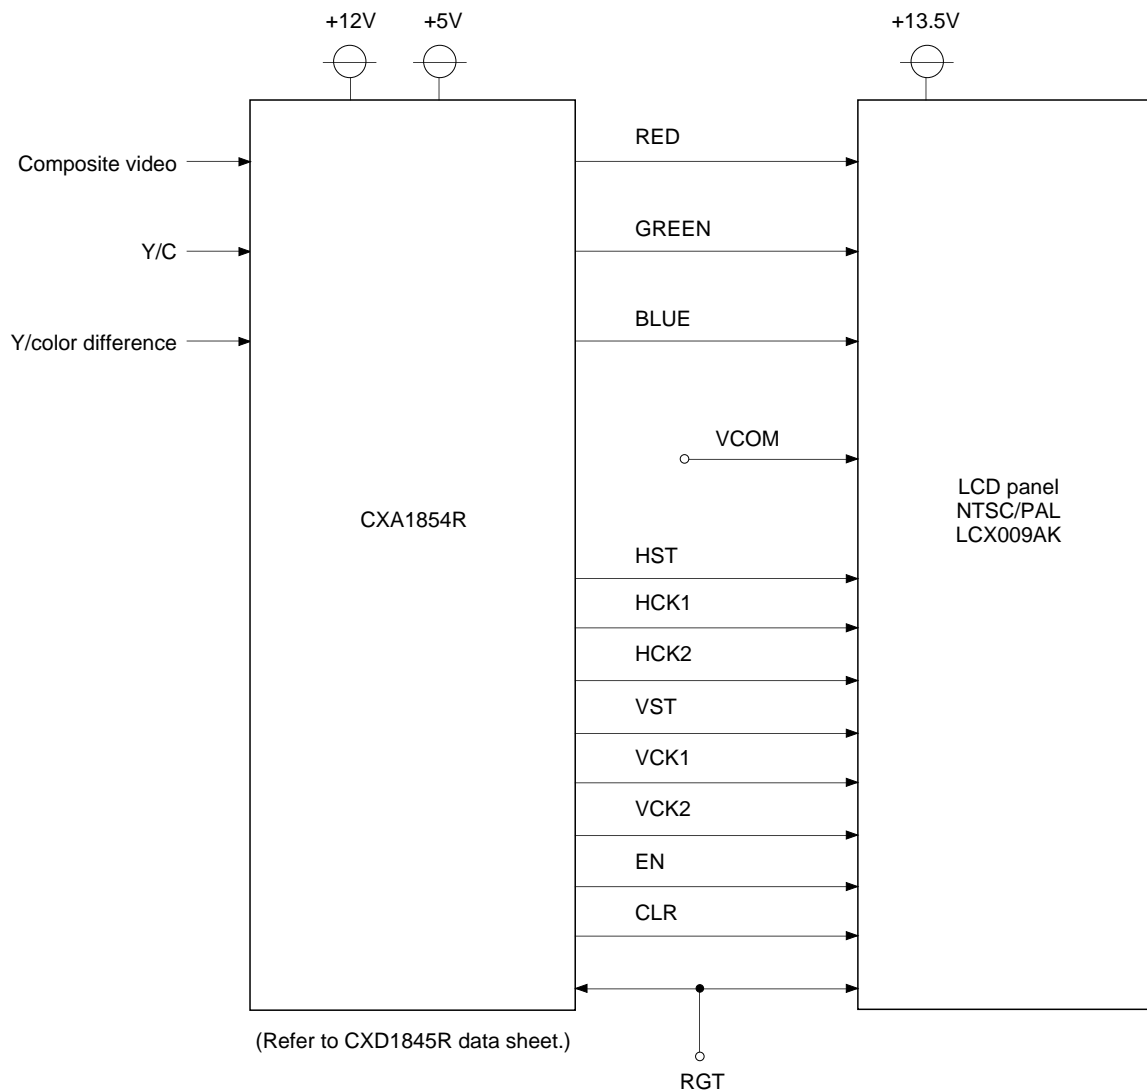 +12V
+5V
+13.5V
RED
Composite video
GREEN
Y/C
BLUE
Y/color difference
VCOM
CXA1854R
LCD panel
NTSC/PAL
LCX009AK
HST
HCK1
HCK2
VST
VCK1
VCK2
EN
CLR
(Refer to CXD1845R data sheet.)
RGT